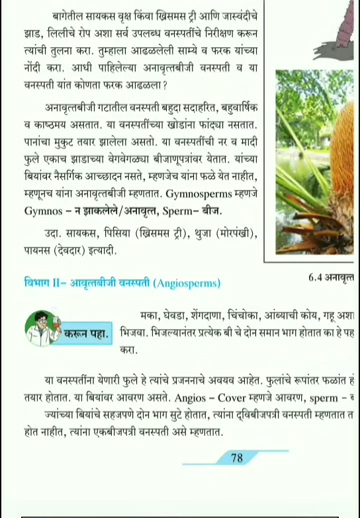 बागेतील सायकस वृक्ष किंवा ख्रिसमस ट्री आणि जास्वंदीचे
झाड, लिलीचे रोप अशा सर्व उपलब्ध वनस्पतींचे निरीक्षण करून
त्यांची तुलना करा. तुम्हाला आढळलेली साम्ये व फरक यांच्या
नोंदी करा. आधी पाहिलेल्या अनावृत्तबीजी वनस्पती व या
वनस्पती यांत कोणता फरक आढळला?
अनावृत्तबीजी गटातील वनस्पती बहुदा सदाहरित, बहुवार्षिक
व काष्ठमय असतात. या वनस्पतींच्या खोडांना फांद्या नसतात.
पानांचा मुकुट तयार झालेला असतो. या वनस्पतींची नर व मादी
फुले एकाच झाडाच्या वेगवेगळ्या बीजाणूपत्रांवर येतात. यांच्या
बियांवर नैसर्गिक आच्छादन नसते, म्हणजेच यांना फळे येत नाहीत,
म्हणूनच यांना अनावृत्तबीजी म्हणतात. Gymnosperms म्हणजे
Gymnos – न झाकलेले/अनावृत्त, Sperm– बीज.
उदा. सायकस, पिसिया (ख्रिसमस ट्री), थुजा (मोरपंखी),
पायनस (देवदार) इत्यादी.
6.4 अनावृत्त
विभाग II– आवृत्तबीजी वनस्पती (Angiosperms)
करून पहा.
मका, घेवडा, शेंगदाणा, चिंचोका, आंब्याची कोय, गहू अशा
भिजवा. भिजल्यानंतर प्रत्येक बी चे दोन समान भाग होतात का हे पह
करा.
या वनस्पतींना येणारी फुले हे त्यांचे प्रजननाचे अवयव आहेत. फुलांचे रूपांतर फळांत हो
तयार होतात. या बियांवर आवरण असते. Angios – Cover म्हणजे आवरण, sperm –
ज्यांच्या बियांचे सहजपणे दोन भाग सुटे होतात, त्यांना द्विबीजपत्री वनस्पती म्हणतात त
होत नाहीत, त्यांना एकबीजपत्री वनस्पती असे म्हणतात.
78